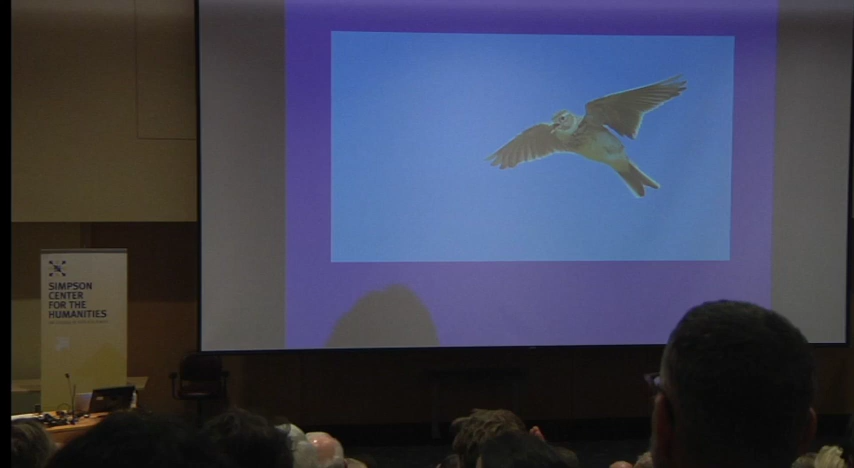 SIMPSON
CENTER
FOR THE
HUMANITIES